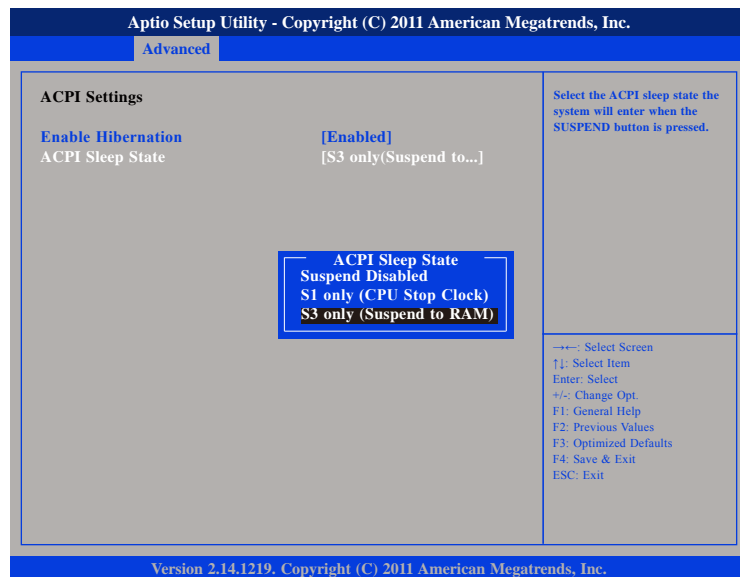 Aptio Setup Utility - Copyright (C) 2011 American Megatrends, Inc.
Advanced
ACPI Settings
Enable Hibernation [Enabled]
ACPI Sleep State [S3 only(Suspend to...]
Select the ACPI sleep state the
system will enter when the
SUSPEND button is pressed.
ACPI Sleep State
Suspend Disabled
S1 only (CPU Stop Clock)
S3 only (Suspend to RAM)
→←: Select Screen
↑↓: Select Item
Enter: Select
+/-: Change Opt.
F1: General Help
F2: Previous Values
F3: Optimized Defaults
F4: Save & Exit
ESC: Exit
Version 2.14.1219. Copyright (C) 2011 American Megatrends, Inc.